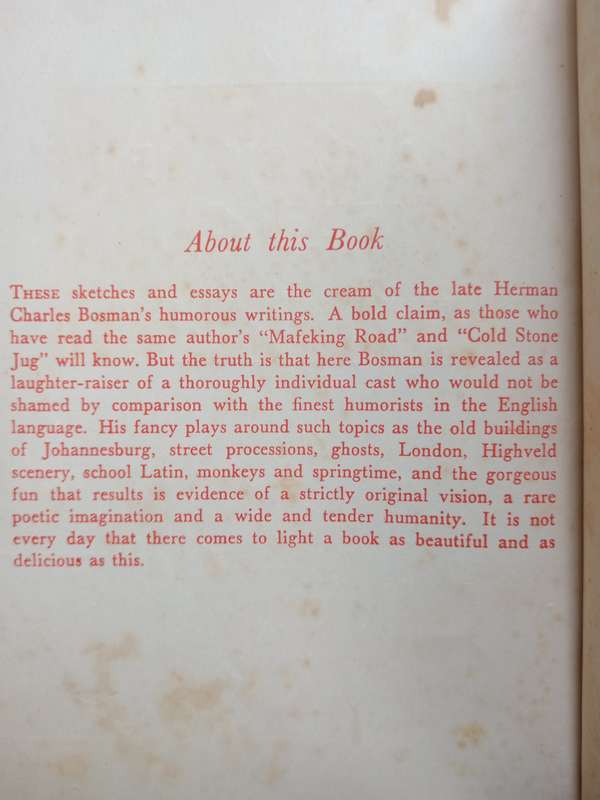 About this Book
THESE sketches and essays are the cream of the late Herman
Charles Bosman's humorous writings. A bold claim, as those who
have read the same author's "Mafeking Road" and "Cold Stone
Jug" will know. But the truth is that here Bosman is revealed as a
laughter-raiser of a thoroughly individual cast who would not be
shamed by comparison with the finest humorists in the English
language. His fancy plays around such topics as the old buildings
of Johannesburg, street processions, ghosts, London, Highveld
scenery, school Latin, monkeys and springtime, and the gorgeous
fun that results is evidence of a strictly original vision, a rare
poetic imagination and a wide and tender humanity. It is not
every day that there comes to light a book as beautiful and as
delicious as this.